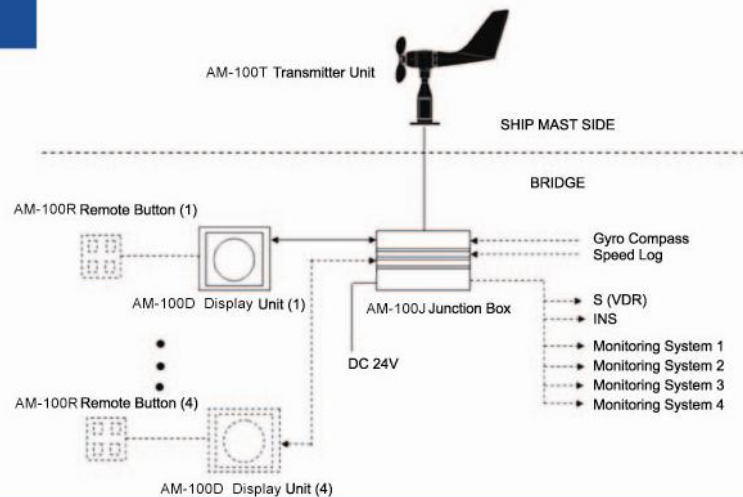 AM-100T Transmitter Unit
SHIP MAST SIDE
BRIDGE
AM-100R Remote Button (1)
Gyro Compass
Speed Log
AM-100D Display Unit (1)
AM-100J Junction Box
S (VDR)
INS
DC 24V
Monitoring System 1
Monitoring System 2
Monitoring System 3
Monitoring System 4
AM-100R Remote Button (4)
AM-100D Display Unit (4)